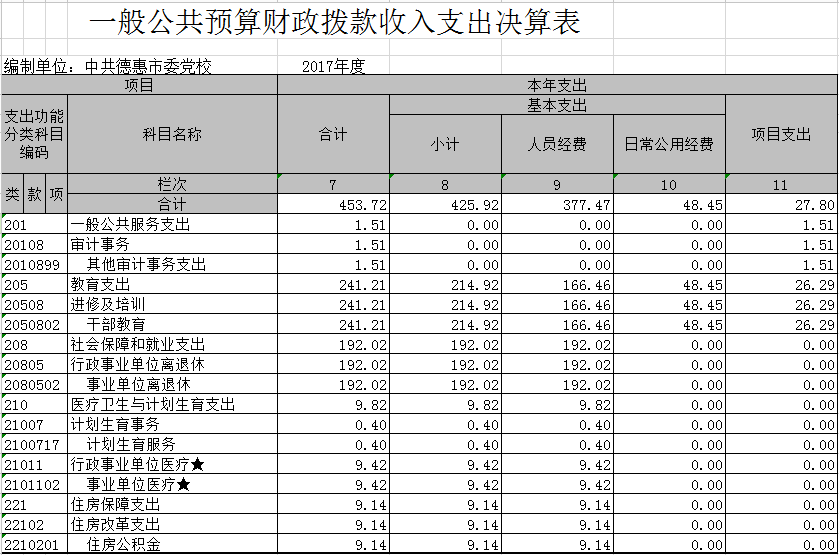 一般公共预算财政拨款收入支出决算表
编制单位：中共德惠市委党校 2017年度
项目 本年支出
支出功能分类科目编码 科目名称 合计 基本支出 项目支出
小计 人员经费 日常公用经费
类 款 项 栏次 7 8 9 10 11
合计 453.72 425.92 377.47 48.45 27.80
201 一般公共服务支出 1.51 0.00 0.00 0.00 1.51
20108 审计事务 1.51 0.00 0.00 0.00 1.51
2010899 其他审计事务支出 1.51 0.00 0.00 0.00 1.51
205 教育支出 241.21 214.92 166.46 48.45 26.29
20508 进修及培训 241.21 214.92 166.46 48.45 26.29
2050802 干部教育 241.21 214.92 166.46 48.45 26.29
208 社会保障和就业支出 192.02 192.02 192.02 0.00 0.00
20805 行政事业单位离退休 192.02 192.02 192.02 0.00 0.00
2080502 事业单位离退休 192.02 192.02 192.02 0.00 0.00
210 医疗卫生与计划生育支出 9.82 9.82 9.82 0.00 0.00
21007 计划生育事务 0.40 0.40 0.40 0.00 0.00
2100717 计划生育服务 0.40 0.40 0.40 0.00 0.00
21011 行政事业单位医疗★ 9.42 9.42 9.42 0.00 0.00
2101102 事业单位医疗★ 9.42 9.42 9.42 0.00 0.00
221 住房保障支出 9.14 9.14 9.14 0.00 0.00
22102 住房改革支出 9.14 9.14 9.14 0.00 0.00
2210201 住房公积金 9.14 9.14 9.14 0.00 0.00